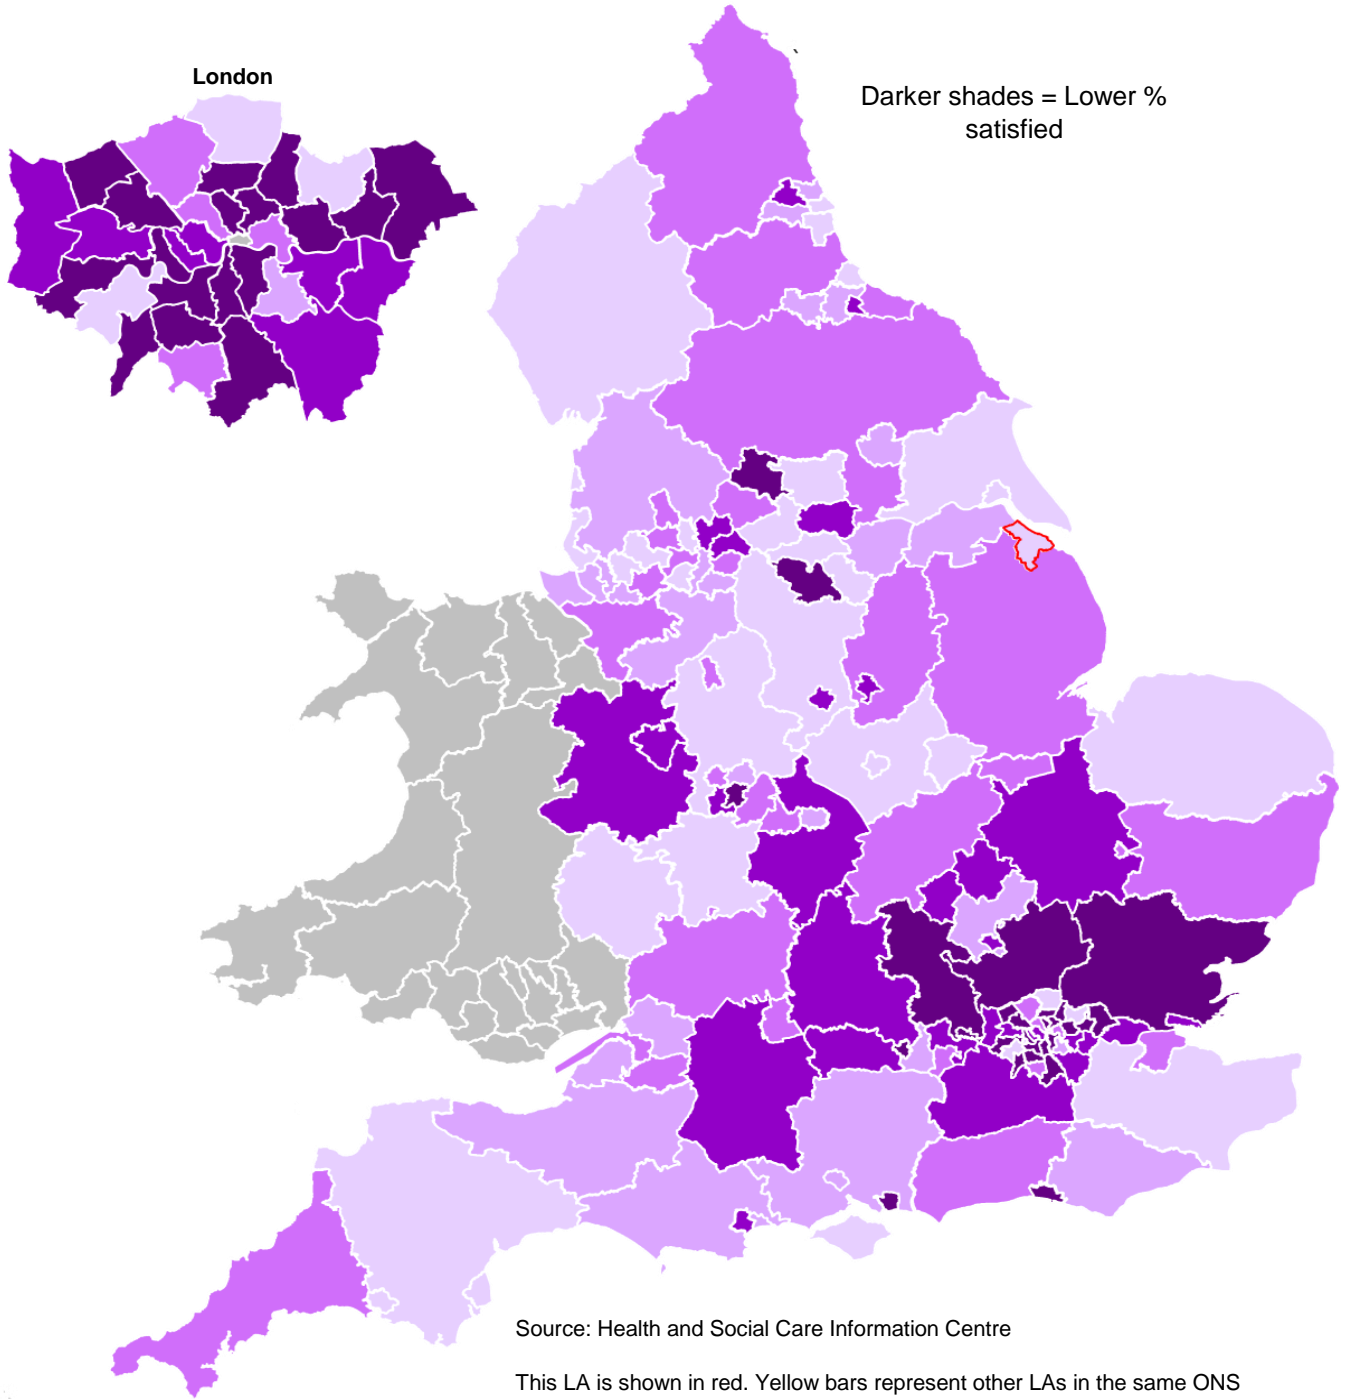 London
Darker shades = Lower %
satisfied
Source: Health and Social Care Information Centre
This LA is shown in red. Yellow bars represent other LAs in the same ONS